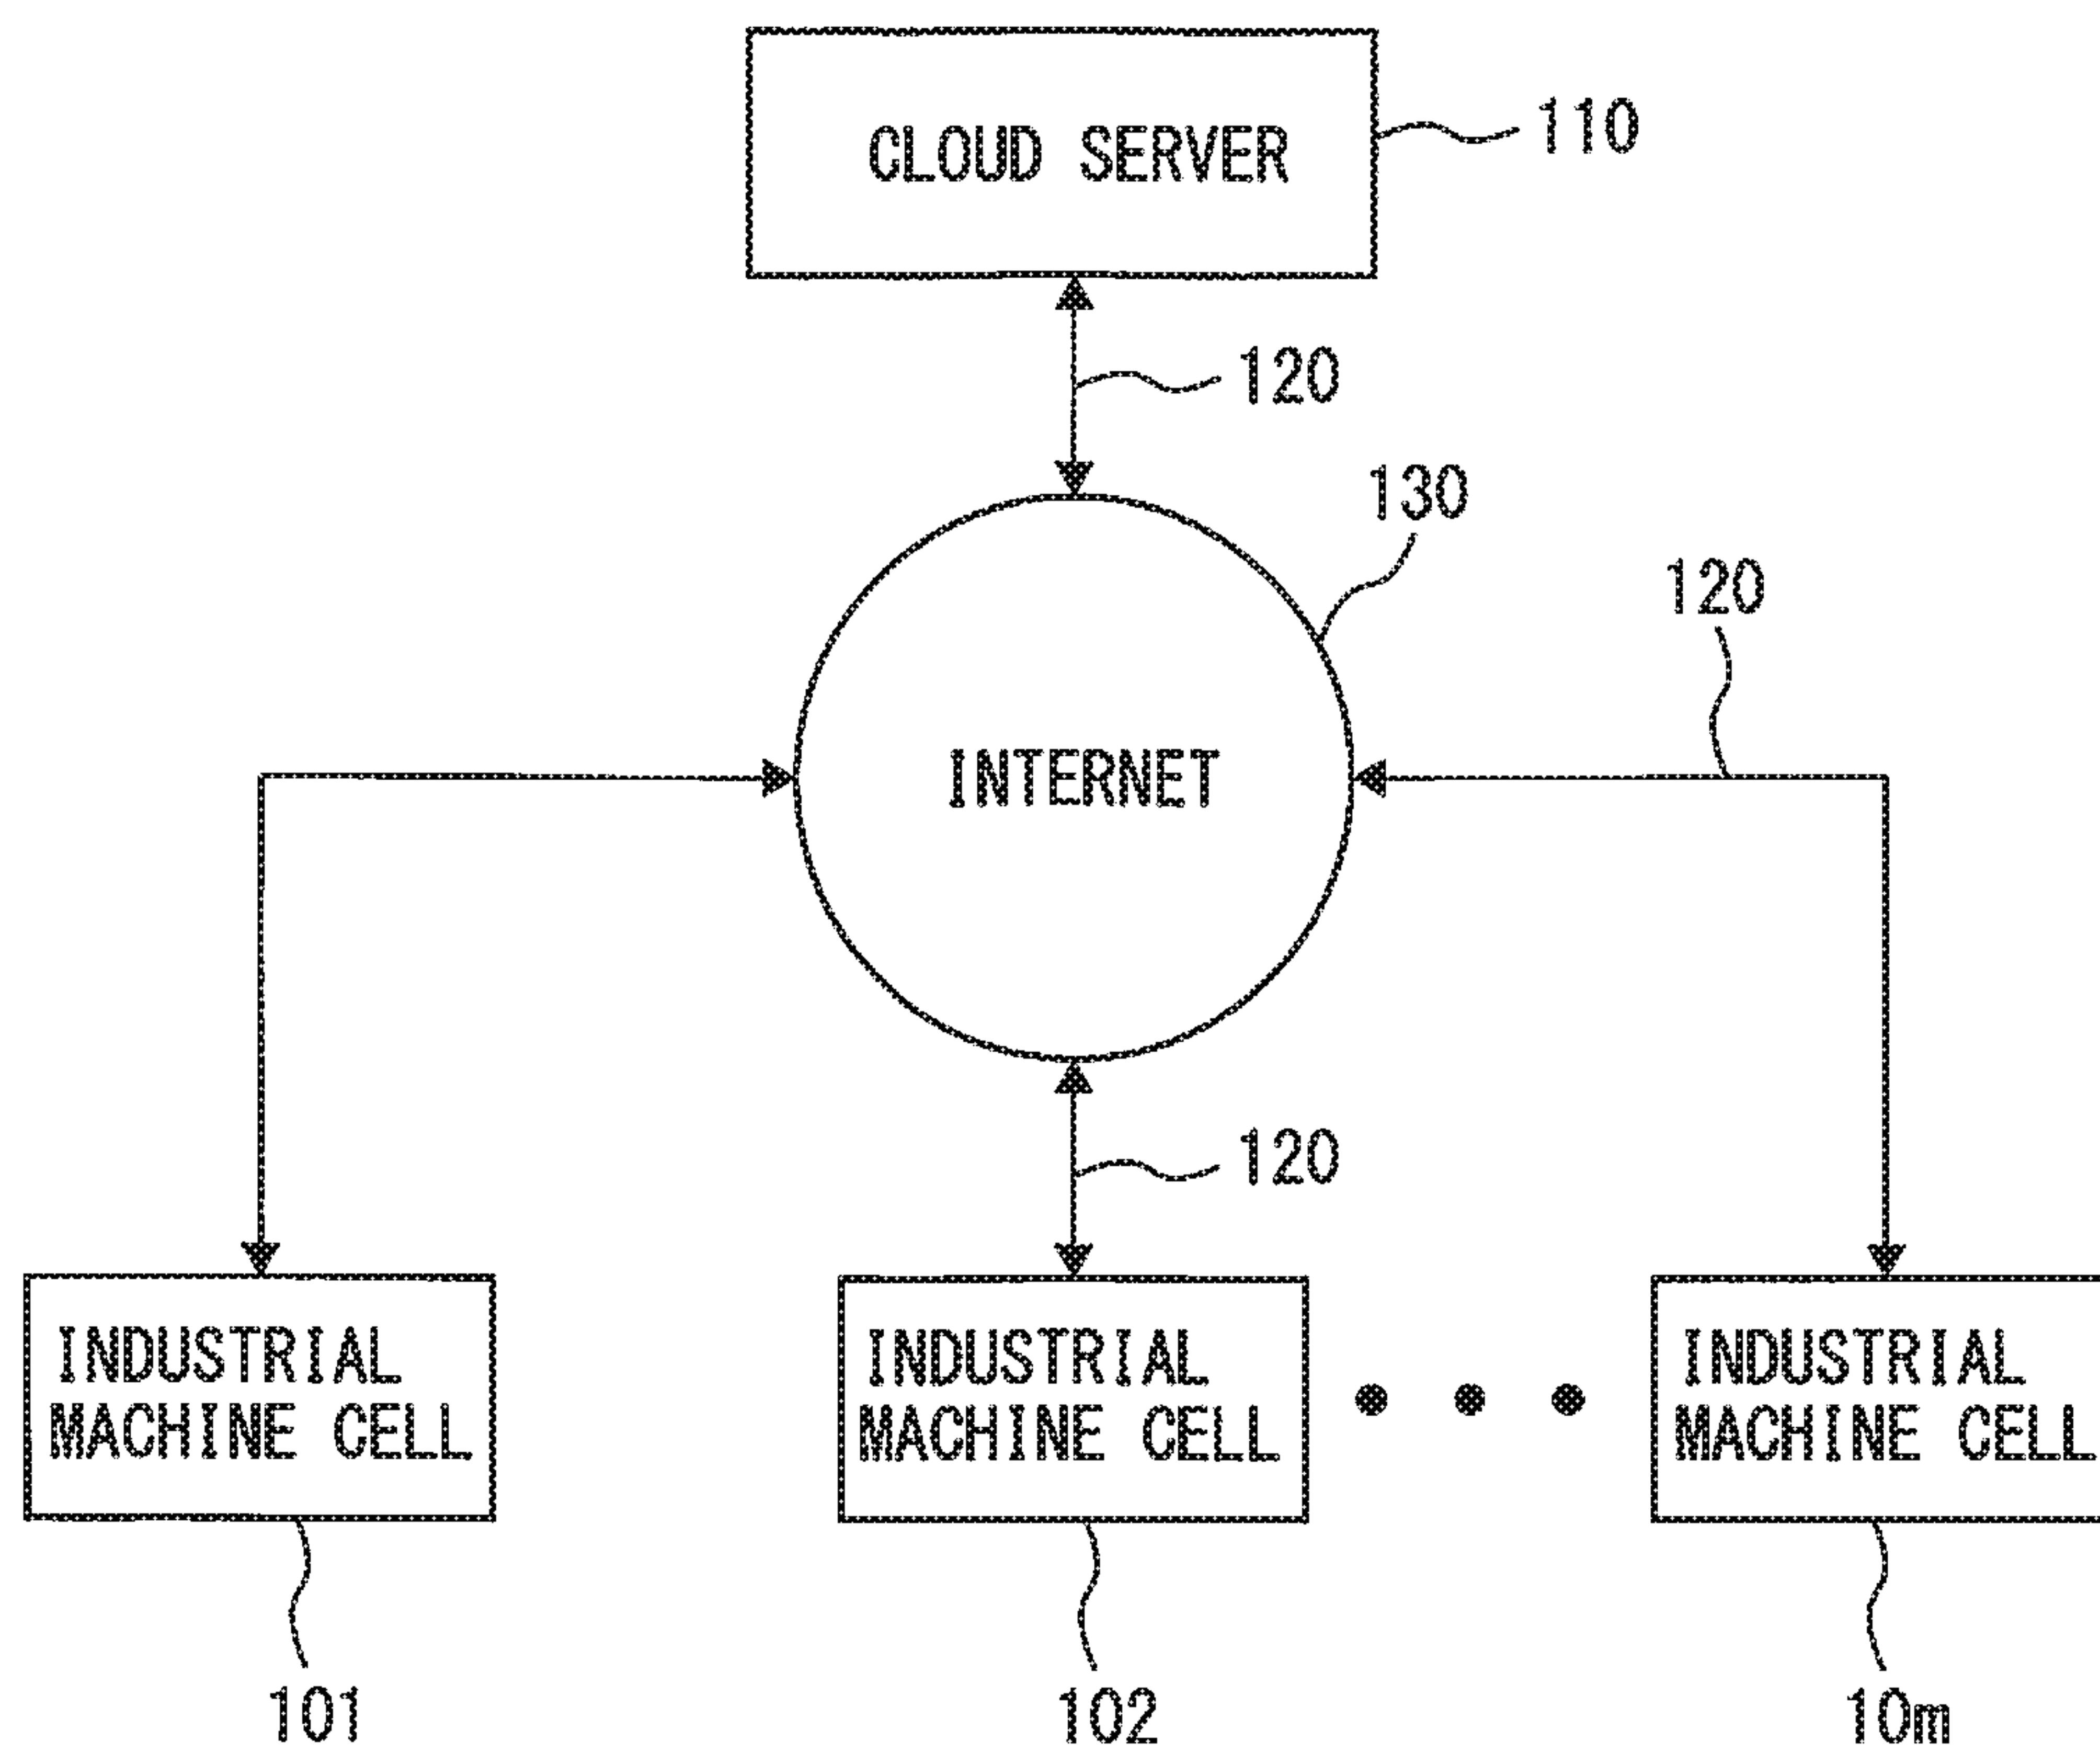 CLOUD SERVER
110
120
130
120
INTERNET
120
INDUSTRIAL
MACHINE CELL
INDUSTRIAL
MACHINE CELL
INDUSTRIAL
MACHINE CELL
101
102
10m